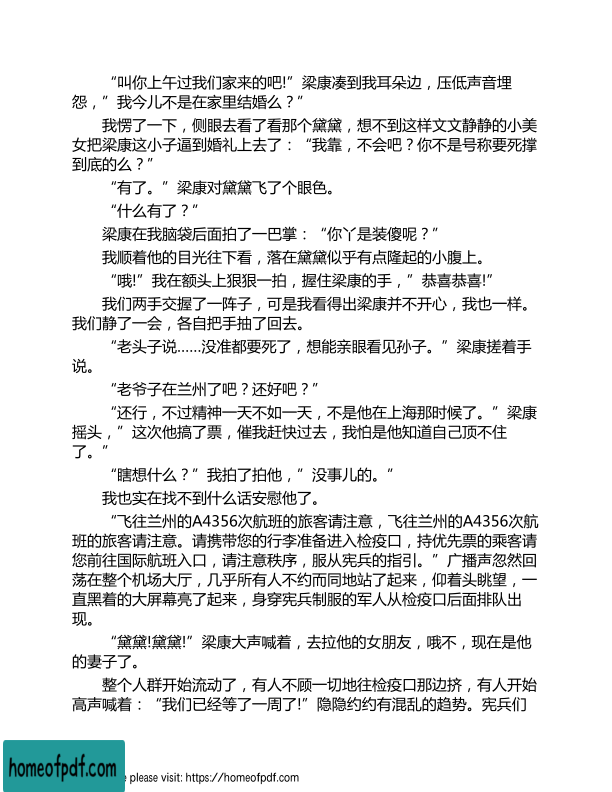 “叫你上午过我们家来的吧!”梁康凑到我耳朵边，压低声音埋
怨，”我今儿不是在家里结婚么？”
我愣了一下，侧眼去看了看那个黛黛，想不到这样文文静静的小美
女把梁康这小子逼到婚礼上去了：“我靠，不会吧？你不是号称要死撑
到底的么？”
“有了。”梁康对黛黛飞了个眼色。
“什么有了？”
梁康在我脑袋后面拍了一巴掌：“你丫是装傻呢？”
我顺着他的目光往下看，落在黛黛似乎有点隆起的小腹上。
“哦!”我在额头上狠狠一拍，握住梁康的手，”恭喜恭喜!”
我们两手交握了一阵子，可是我看得出梁康并不开心，我也一样。
我们静了一会，各自把手抽了回去。
“老头子说......没准都要死了，想能亲眼看见孙子。”梁康搓着手
说。
“老爷子在兰州了吧？还好吧？”
“还行，不过精神一天不如一天，不是他在上海那时候了。”梁康
摇头，”这次他搞了票，催我赶快过去，我怕是他知道自己顶不住
了。”
“瞎想什么？”我拍了拍他，”没事儿的。”
我也实在找不到什么话安慰他了。
“飞往兰州的A4356次航班的旅客请注意，飞往兰州的A4356次航
班的旅客请注意。请携带您的行李准备进入检疫口，持优先票的乘客请
您前往国际航班入口，请注意秩序，服从宪兵的指引。”广播声忽然回
荡在整个机场大厅，几乎所有人不约而同地站了起来，仰着头眺望，一
直黑着的大屏幕亮了起来，身穿宪兵制服的军人从检疫口后面排队出
现。
“黛黛!黛黛!”梁康大声喊着，去拉他的女朋友，哦不，现在是他
的妻子了。
整个人群开始流动了，有人不顾一切地往检疫口那边挤，有人开始
高声喊着：“我们已经等了一周了!”隐隐约约有混乱的趋势。宪兵们
homeofpdf.com
e please visit: https://homeofpdf.com